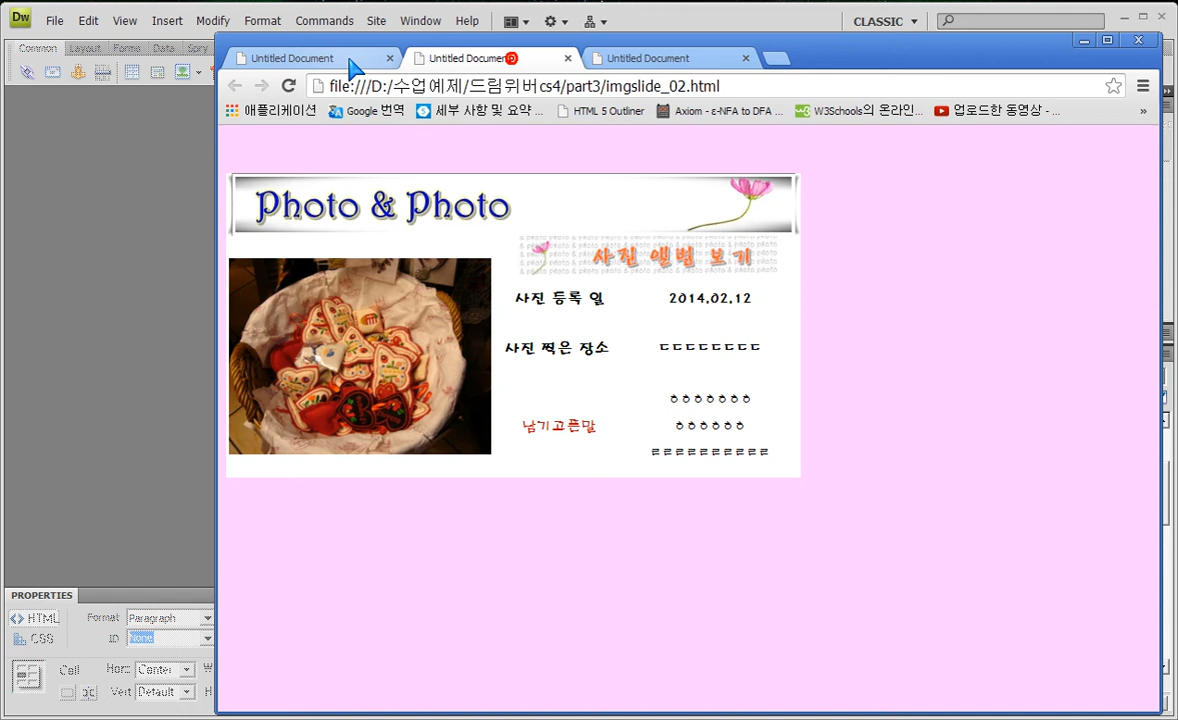 Dw File Edit View Insert Modify Format Commands Site Window Help CLASSIC
Common Layout Forms Data Spry
Untitled Document Untitled Documen Untitled Document
file:///D:/수업예제/드림위버cs4/part3/imgslide_02.html
애플리케이션 Google 번역 세부 사항 및 요약 ... HTML 5 Outliner Axiom - ε-NFA to DFA ... W3Schools의 온라인... 업로드한 동영상 - ... »
Photo & Photo
사진 앨범 보기
사진 등록 일 2014.02.12
사진 찍은 장소 ㄷㄷㄷㄷㄷㄷㄷㄷ
ㅎㅎㅎㅎㅎㅎㅎ
남기고픈말 ㅎㅎㅎㅎㅎㅎ
ㄹㄹㄹㄹㄹㄹㄹㄹㄹㄹ
PROPERTIES
<> HTML Format Paragraph
CSS ID None
Cell Horz Center W
Vert Default H